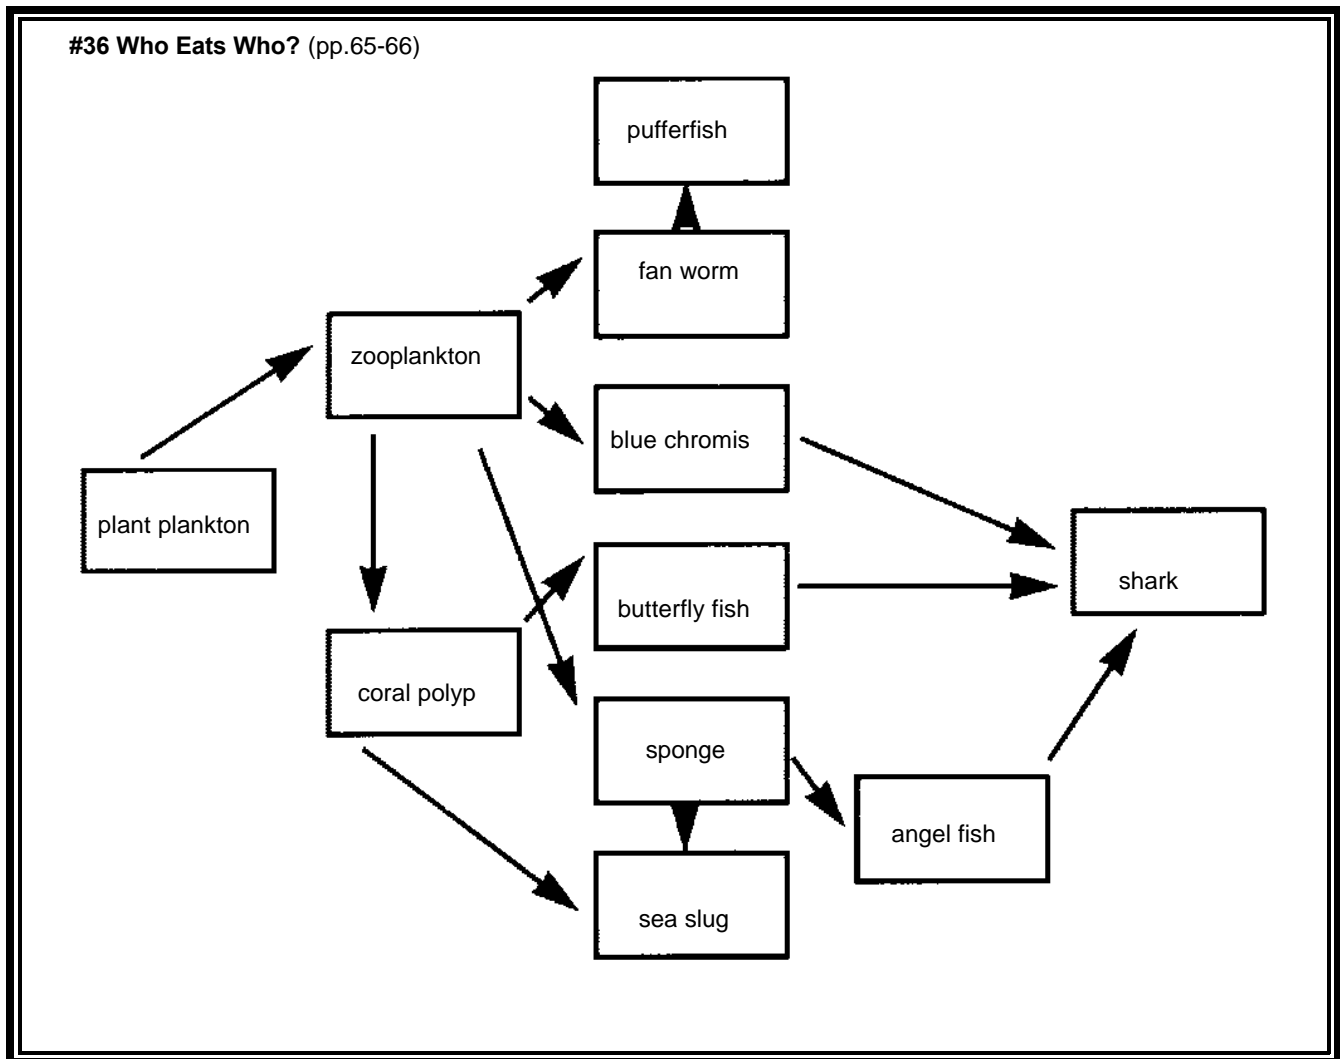 #36 Who Eats Who? (pp.65-66)
pufferfish
fan worm
zooplankton
blue chromis
plant plankton
shark
butterfly fish
coral polyp
sponge
angel fish
sea slug